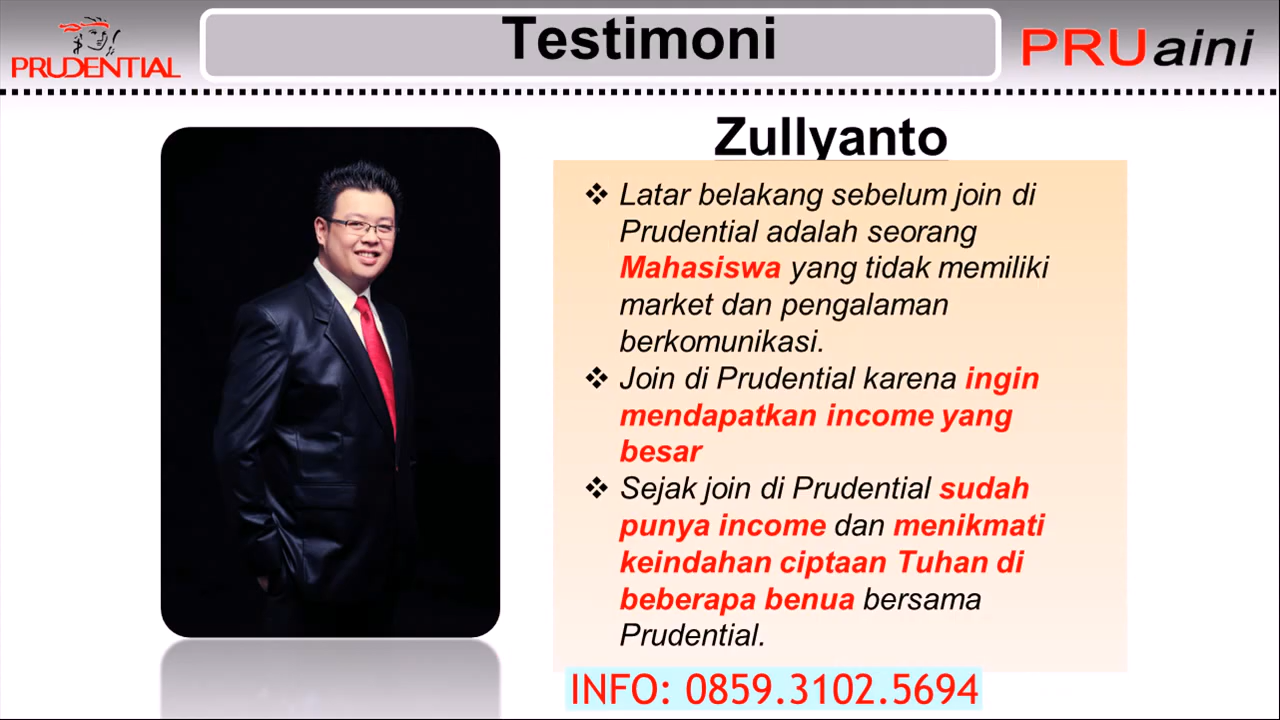 PRUDENTIAL
Testimoni
PRUaini
Zullyanto
❖ Latar belakang sebelum join di
Prudential adalah seorang
Mahasiswa yang tidak memiliki
market dan pengalaman
berkomunikasi.
❖ Join di Prudential karena ingin
mendapatkan income yang
besar
❖ Sejak join di Prudential sudah
punya income dan menikmati
keindahan ciptaan Tuhan di
beberapa benua bersama
Prudential.
INFO: 0859.3102.5694